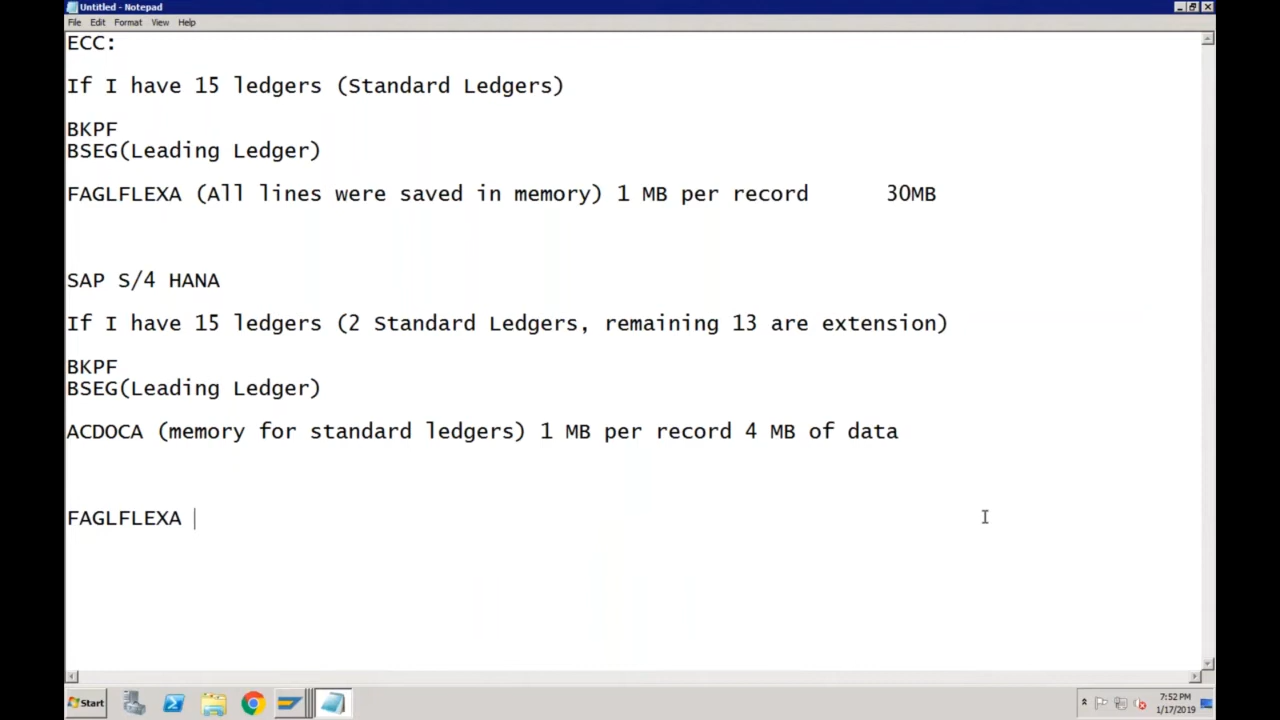 Untitled - Notepad
File Edit Format View Help
ECC:
If I have 15 ledgers (Standard Ledgers)
BKPF
BSEG(Leading Ledger)
FAGLFLEXA (All lines were saved in memory) 1 MB per record 30MB
SAP S/4 HANA
If I have 15 ledgers (2 Standard Ledgers, remaining 13 are extension)
BKPF
BSEG(Leading Ledger)
ACDOCA (memory for standard ledgers) 1 MB per record 4 MB of data
FAGLFLEXA
Start
7:52 PM
1/17/2019